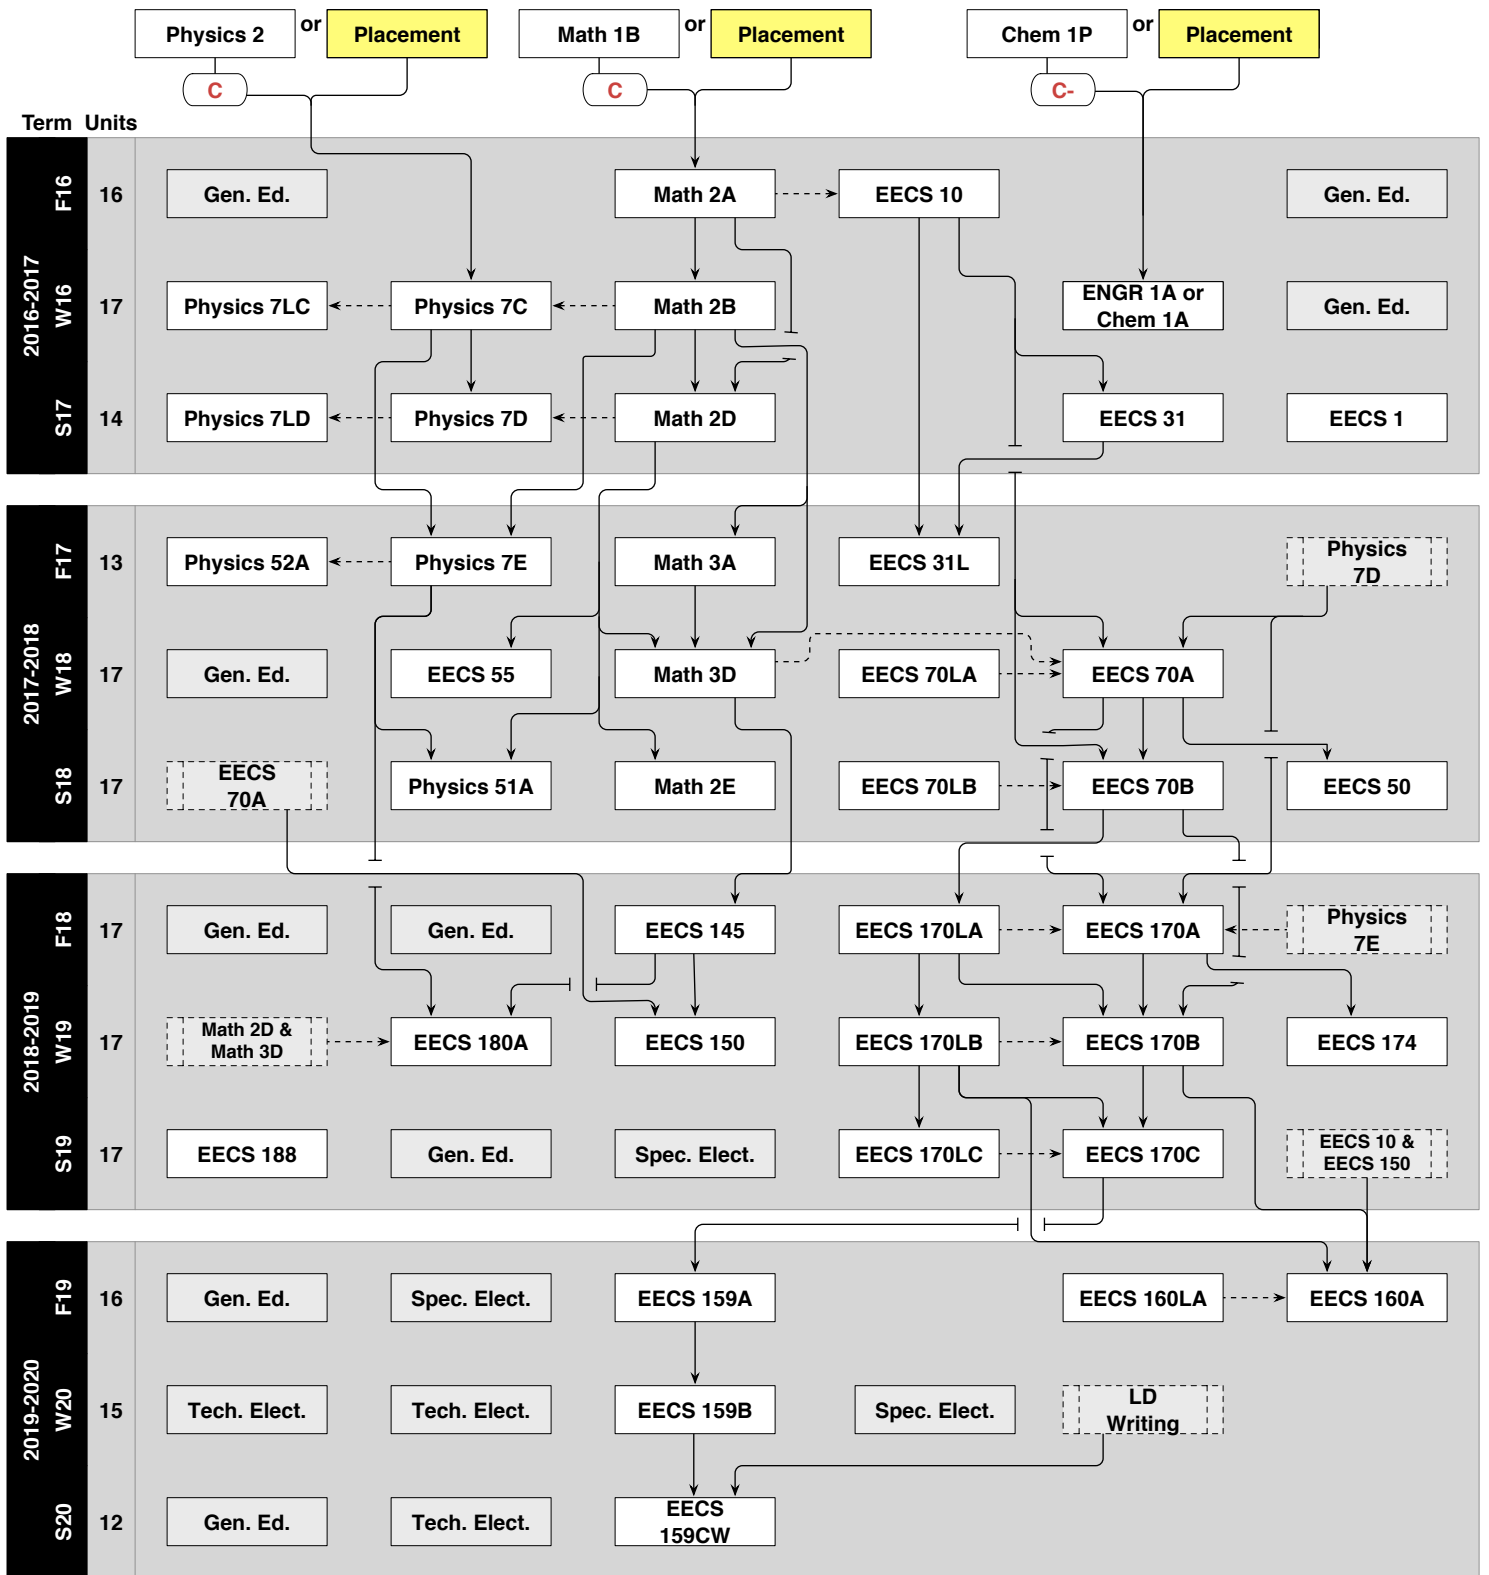 Physics 2 or Placement Math 1B or Placement Chem 1P or Placement
C C C-
Term Units
2016-2017
F16 16 Gen. Ed. Math 2A EECS 10 Gen. Ed.
W16 17 Physics 7LC Physics 7C Math 2B ENGR 1A or
Chem 1A Gen. Ed.
S17 14 Physics 7LD Physics 7D Math 2D EECS 31 EECS 1
2017-2018
F17 13 Physics 52A Physics 7E Math 3A EECS 31L Physics
7D
W18 17 Gen. Ed. EECS 55 Math 3D EECS 70LA EECS 70A
S18 17 EECS
70A Physics 51A Math 2E EECS 70LB EECS 70B EECS 50
2018-2019
F18 17 Gen. Ed. Gen. Ed. EECS 145 EECS 170LA EECS 170A Physics
7E
W19 17 Math 2D &
Math 3D EECS 180A EECS 150 EECS 170LB EECS 170B EECS 174
S19 17 EECS 188 Gen. Ed. Spec. Elect. EECS 170LC EECS 170C EECS 10 &
EECS 150
2019-2020
F19 16 Gen. Ed. Spec. Elect. EECS 159A EECS 160LA EECS 160A
W20 15 Tech. Elect. Tech. Elect. EECS 159B Spec. Elect. LD
Writing
S20 12 Gen. Ed. Tech. Elect. EECS
159CW